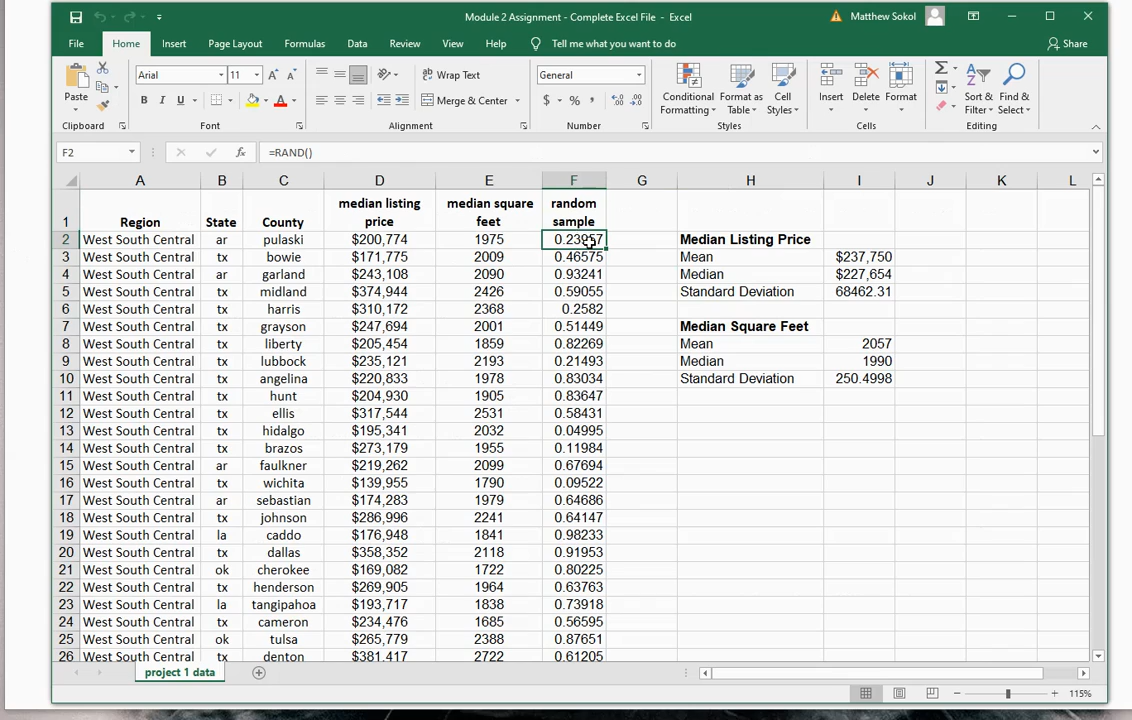 Module 2 Assignment - Complete Excel File - Excel
Matthew Sokol
File Home Insert Page Layout Formulas Data Review View Help Tell me what you want to do Share
Arial 11 Wrap Text General
Paste B I U Merge & Center $ % , Conditional Formatting Format as Table Cell Styles Insert Delete Format Sort & Filter Find & Select
Clipboard Font Alignment Number Styles Cells Editing
F2 fx =RAND()
A B C D E F G H I J K L
1 Region State County median listing price median square feet random sample
2 West South Central ar pulaski $200,774 1975 0.23957 Median Listing Price
3 West South Central tx bowie $171,775 2009 0.46575 Mean $237,750
4 West South Central ar garland $243,108 2090 0.93241 Median $227,654
5 West South Central tx midland $374,944 2426 0.59055 Standard Deviation 68462.31
6 West South Central tx harris $310,172 2368 0.2582
7 West South Central tx grayson $247,694 2001 0.51449 Median Square Feet
8 West South Central tx liberty $205,454 1859 0.82269 Mean 2057
9 West South Central tx lubbock $235,121 2193 0.21493 Median 1990
10 West South Central tx angelina $220,833 1978 0.83034 Standard Deviation 250.4998
11 West South Central tx hunt $204,930 1905 0.83647
12 West South Central tx ellis $317,544 2531 0.58431
13 West South Central tx hidalgo $195,341 2032 0.04995
14 West South Central tx brazos $273,179 1955 0.11984
15 West South Central ar faulkner $219,262 2099 0.67694
16 West South Central tx wichita $139,955 1790 0.09522
17 West South Central ar sebastian $174,283 1979 0.64686
18 West South Central tx johnson $286,996 2241 0.64147
19 West South Central la caddo $176,948 1841 0.98233
20 West South Central tx dallas $358,352 2118 0.91953
21 West South Central ok cherokee $169,082 1722 0.80225
22 West South Central tx henderson $269,905 1964 0.63763
23 West South Central la tangipahoa $193,717 1838 0.73918
24 West South Central tx cameron $234,476 1685 0.56595
25 West South Central ok tulsa $265,779 2388 0.87651
26 West South Central tx denton $381,417 2722 0.61205
project 1 data
115%